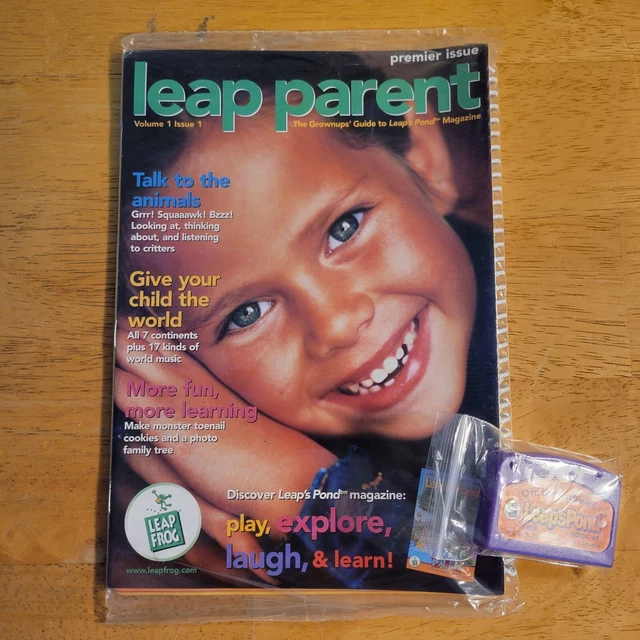 premier issue
leap parent
Volume 1 Issue 1
The Grownups' Guide to Leap's Pond™ Magazine
Talk to the
animals
Grrr! Squaaawk! Bzzz!
Looking at, thinking
about, and listening
to critters
Give your
child the
world
All 7 continents
plus 17 kinds of
world music
More fun,
more learning
Make monster toenail
cookies and a photo
family tree
Discover Leap's Pond™ magazine:
play, explore,
laugh, & learn!
LEAP
FROG
www.leapfrog.com
Leap'sPond